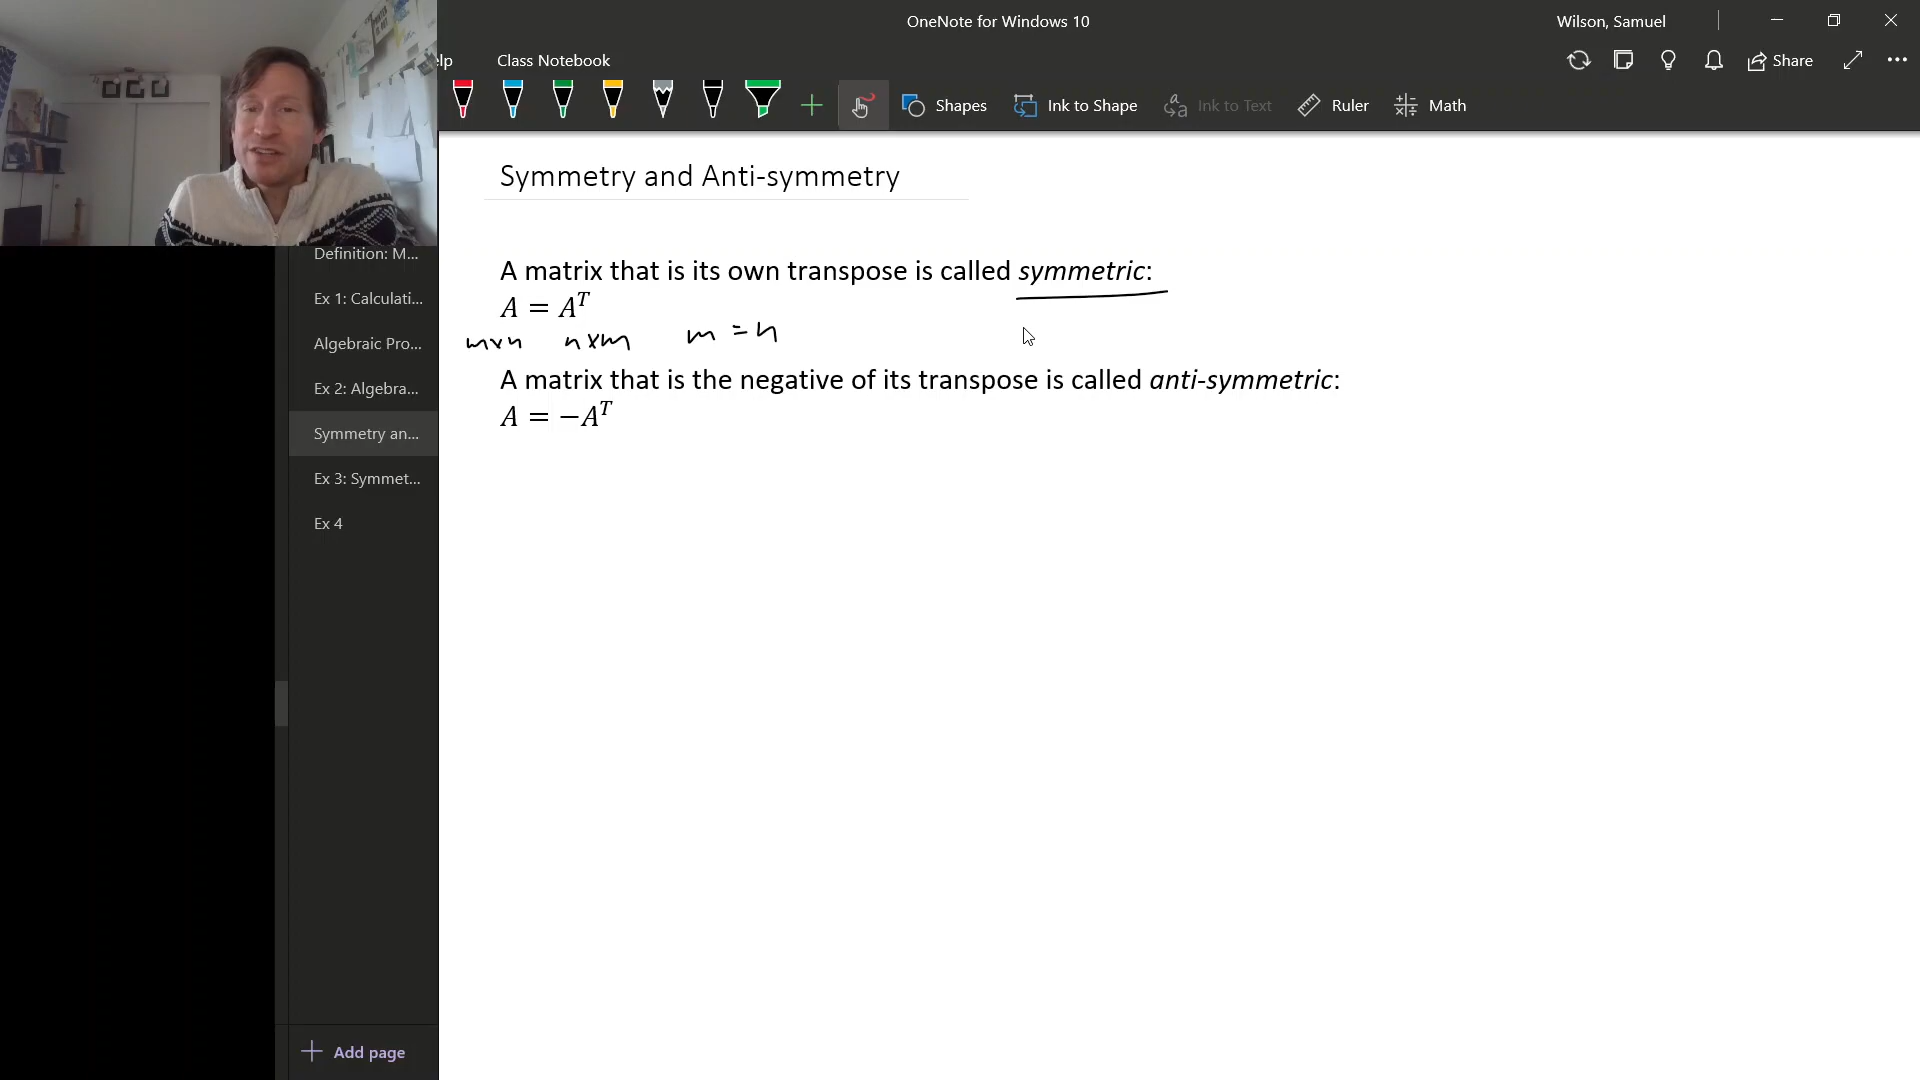 OneNote for Windows 10
Wilson, Samuel
elp
Class Notebook
Share
Shapes
Ink to Shape
Ink to Text
Ruler
Math
Symmetry and Anti-symmetry
A matrix that is its own transpose is called symmetric:
A = A^T
m×n n×m m = n
A matrix that is the negative of its transpose is called anti-symmetric:
A = −A^T
Definition: M...
Ex 1: Calculati...
Algebraic Pro...
Ex 2: Algebra...
Symmetry an...
Ex 3: Symmet...
Ex 4
Add page